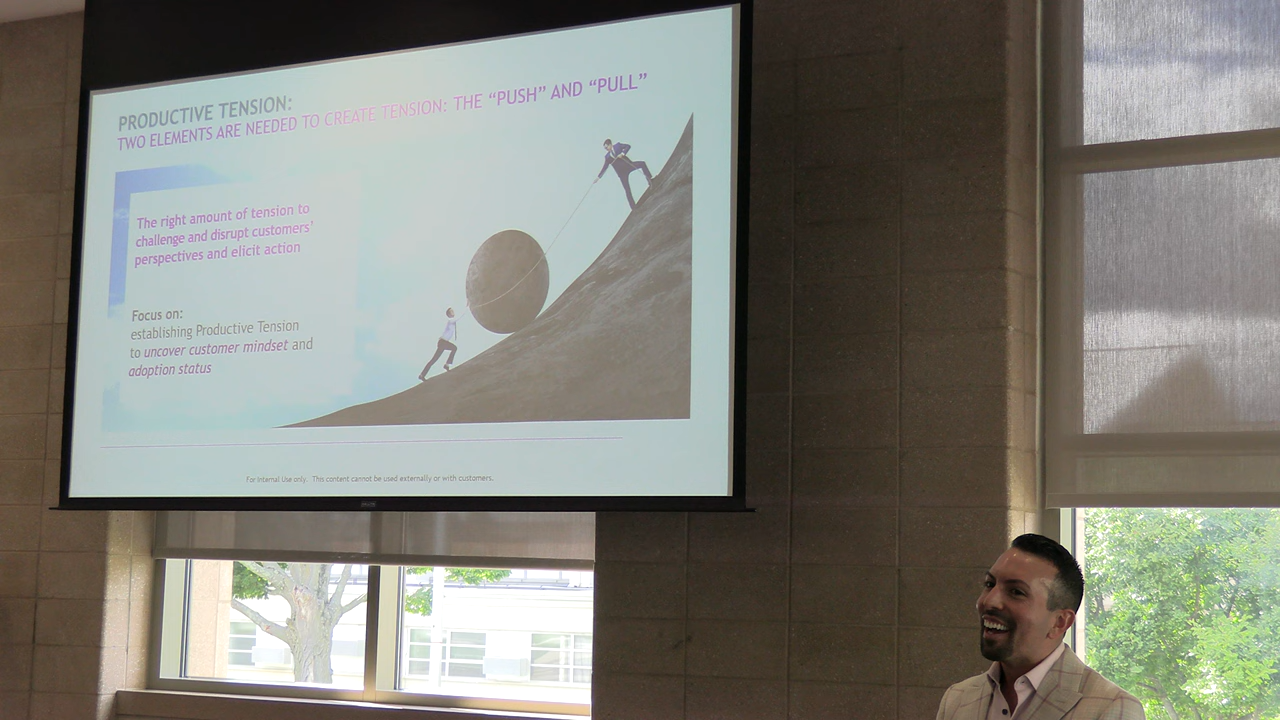 PRODUCTIVE TENSION:
TWO ELEMENTS ARE NEEDED TO CREATE TENSION: THE “PUSH” AND “PULL”
The right amount of tension to
challenge and disrupt customers’
perspectives and elicit action
Focus on:
establishing Productive Tension
to uncover customer mindset and
adoption status
For Internal Use only. This content cannot be used externally or with customers.